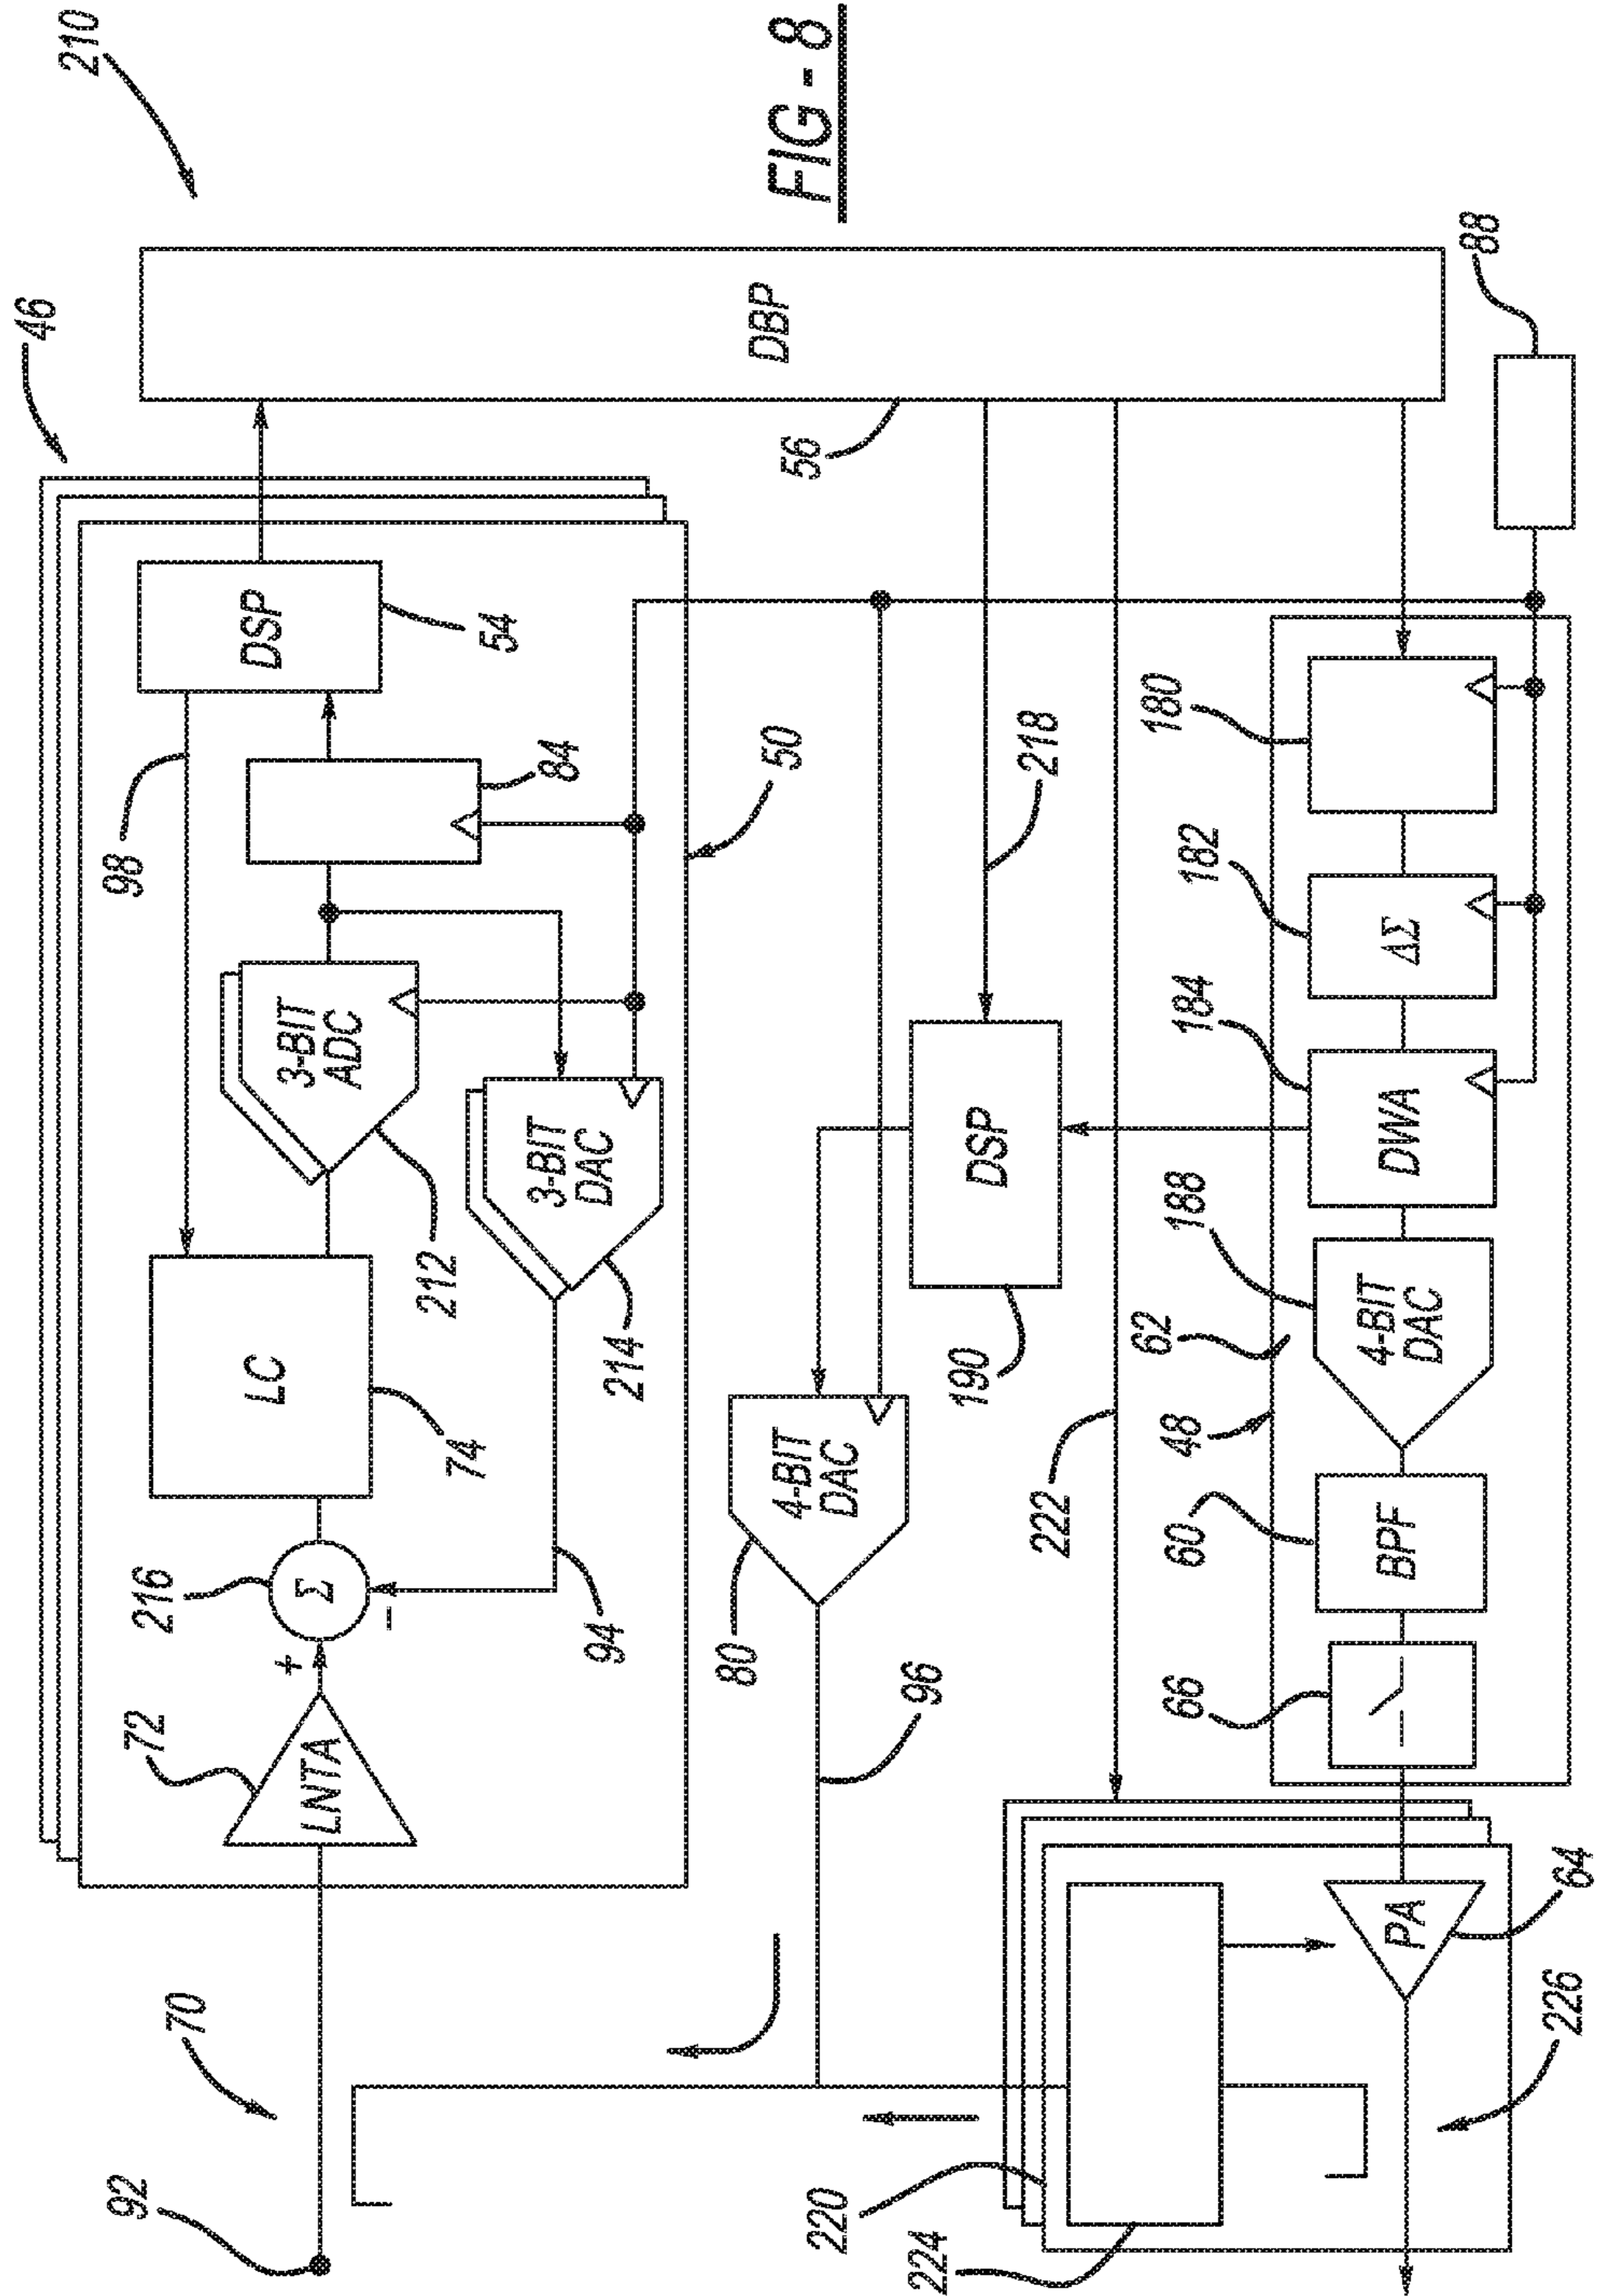 210
FIG - 8
46
98
DSP
54
84
3-BIT
ADC
212
3-BIT
DAC
214
LC
74
Σ
216
+
-
94
LNTA
72
50
70
92
DBP
56
88
218
DSP
190
4-BIT
DAC
80
96
222
180
ΔΣ
182
DWA
184
4-BIT
DAC
188
62
48
BPF
60
66
PA
64
226
220
224